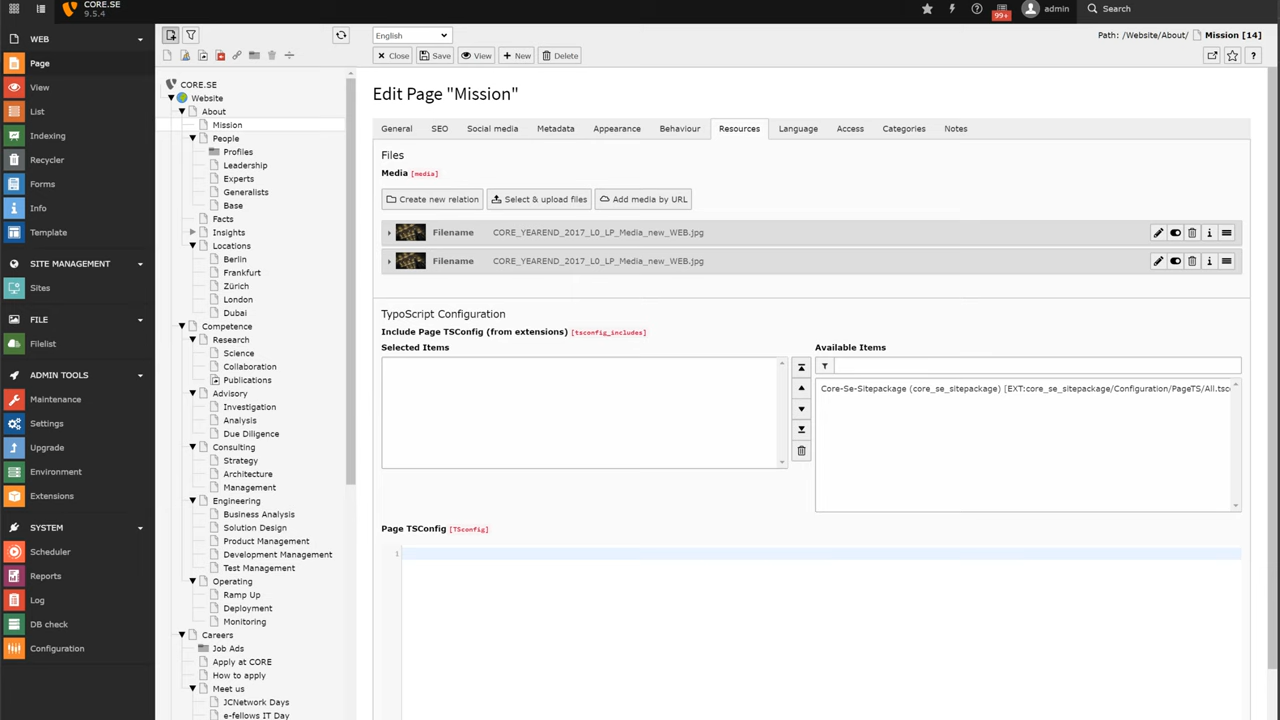 CORE.SE
9.5.4
99+
admin
Search
WEB
Page
View
List
Indexing
Recycler
Forms
Info
Template
SITE MANAGEMENT
Sites
FILE
Filelist
ADMIN TOOLS
Maintenance
Settings
Upgrade
Environment
Extensions
SYSTEM
Scheduler
Reports
Log
DB check
Configuration
CORE.SE
Website
About
Mission
People
Profiles
Leadership
Experts
Generalists
Base
Facts
Insights
Locations
Berlin
Frankfurt
Zürich
London
Dubai
Competence
Research
Science
Collaboration
Publications
Advisory
Investigation
Analysis
Due Diligence
Consulting
Strategy
Architecture
Management
Engineering
Business Analysis
Solution Design
Product Management
Development Management
Test Management
Operating
Ramp Up
Deployment
Monitoring
Careers
Job Ads
Apply at CORE
How to apply
Meet us
JCNetwork Days
e-fellows IT Day
English
Path: /Website/About/ Mission [14]
Close Save View New Delete
Edit Page "Mission"
General SEO Social media Metadata Appearance Behaviour Resources Language Access Categories Notes
Files
Media [media]
Create new relation Select & upload files Add media by URL
Filename CORE_YEAREND_2017_L0_LP_Media_new_WEB.jpg
Filename CORE_YEAREND_2017_L0_LP_Media_new_WEB.jpg
TypoScript Configuration
Include Page TSConfig (from extensions) [tsconfig_includes]
Selected Items Available Items
Core-Se-Sitepackage (core_se_sitepackage) [EXT:core_se_sitepackage/Configuration/PageTS/All.tsco
Page TSConfig [TSconfig]
1